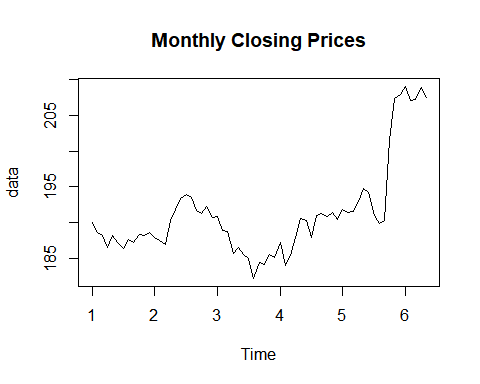 Monthly Closing Prices
data
205
195
185
1 2 3 4 5 6
Time